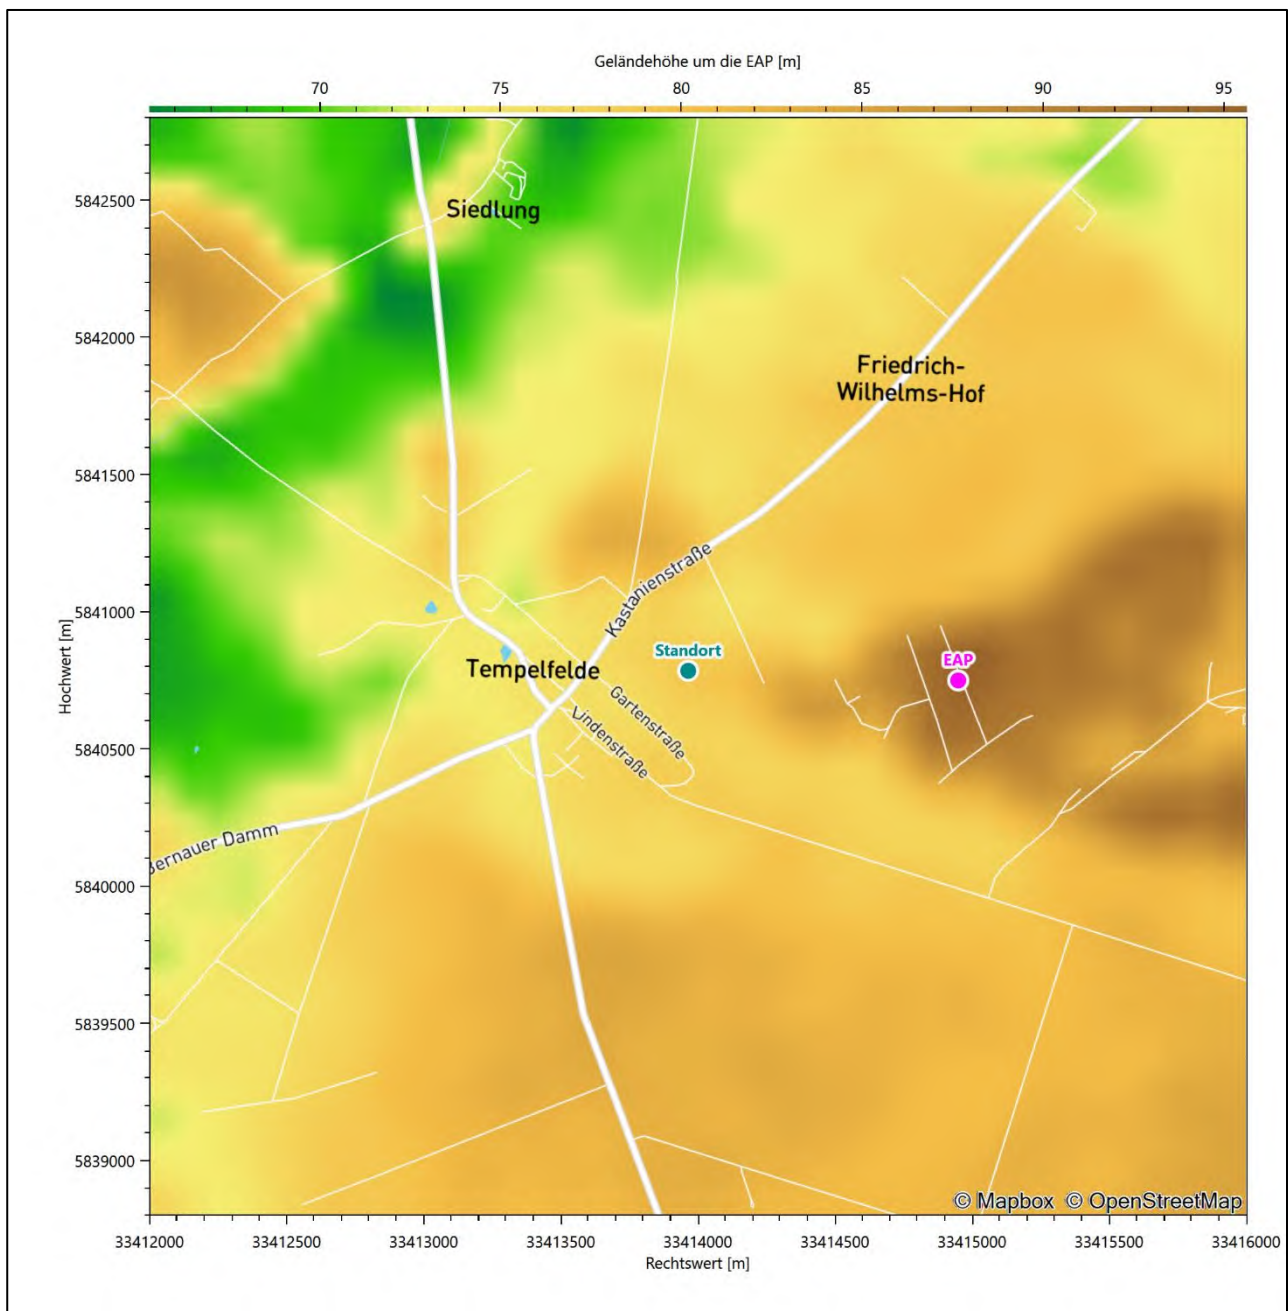 Geländehöhe um die EAP [m]
70 75 80 85 90 95
Siedlung
Friedrich-
Wilhelms-Hof
Kastanienstraße
Standort
EAP
Tempelfelde
Gartenstraße
Lindenstraße
Bernauer Damm
© Mapbox © OpenStreetMap
Hochwert [m]
5842500
5842000
5841500
5841000
5840500
5840000
5839500
5839000
33412000 33412500 33413000 33413500 33414000 33414500 33415000 33415500 33416000
Rechtswert [m]